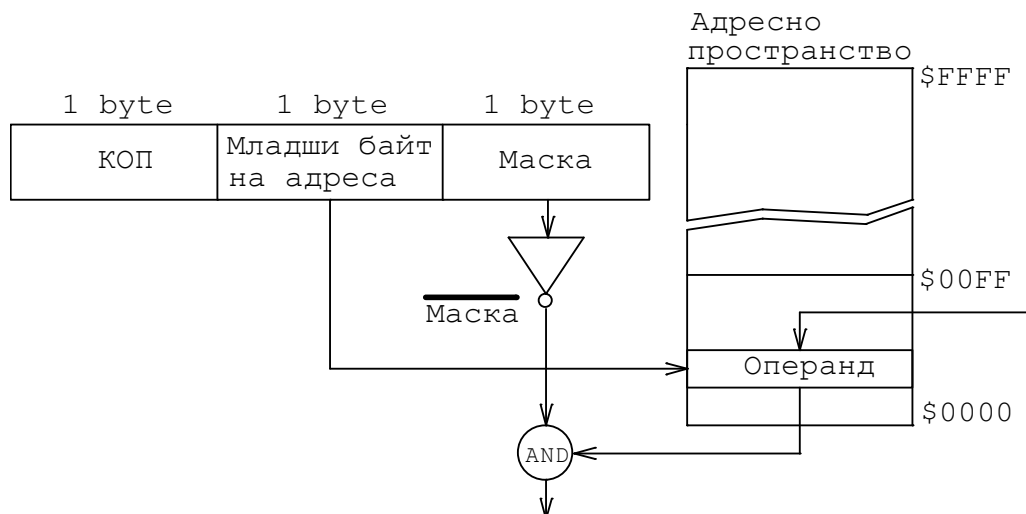 Адресно
пространство
$FFFF
1 byte 1 byte 1 byte
КОП
Младши байт
на адреса
Маска
$00FF
Маска
Операнд
$0000
AND